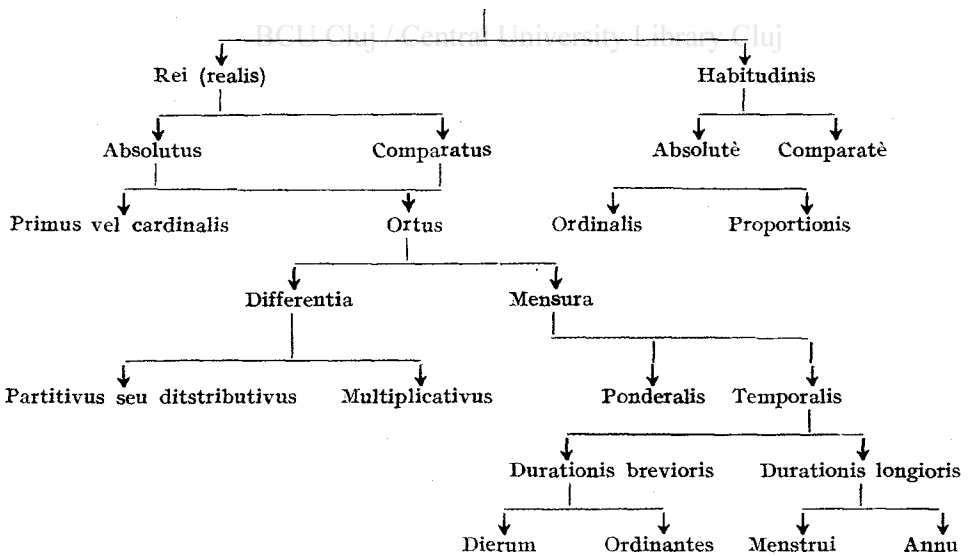 BCU Cluj / Central University Library Cluj
Rei (realis) Habitudinis
Absolutus Comparatus Absolutè Comparatè
Primus vel cardinalis Ortus Ordinalis Proportionis
Differentia Mensura
Partitivus seu ditstributivus Multiplicativus Ponderalis Temporalis
Durationis brevioris Durationis longioris
Dierum Ordinantes Menstrui Annu